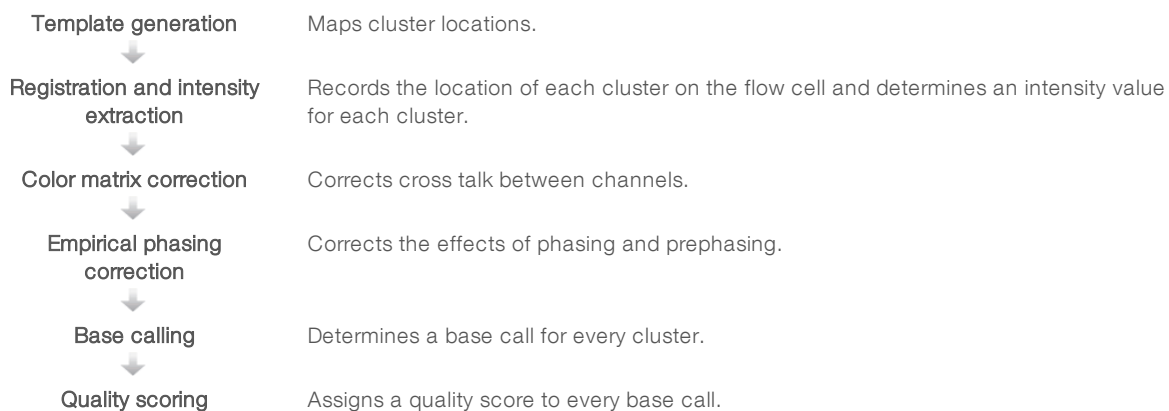 Template generation
Maps cluster locations.
Registration and intensity
extraction
Records the location of each cluster on the flow cell and determines an intensity value
for each cluster.
Color matrix correction
Corrects cross talk between channels.
Empirical phasing
correction
Corrects the effects of phasing and prephasing.
Base calling
Determines a base call for every cluster.
Quality scoring
Assigns a quality score to every base call.